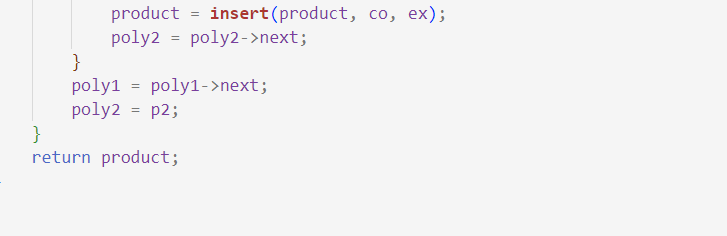 product = insert(product, co, ex);
poly2 = poly2->next;
}
poly1 = poly1->next;
poly2 = p2;
}
return product;